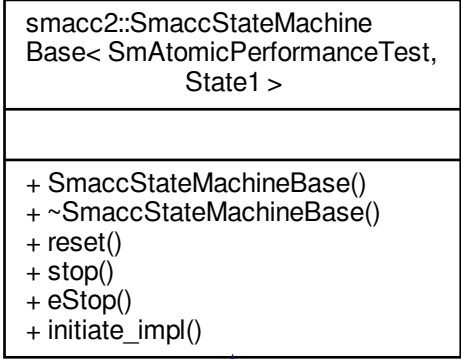 smacc2::SmaccStateMachine
Base< SmAtomicPerformanceTest,
State1 >
+ SmaccStateMachineBase()
+ ~SmaccStateMachineBase()
+ reset()
+ stop()
+ eStop()
+ initiate_impl()